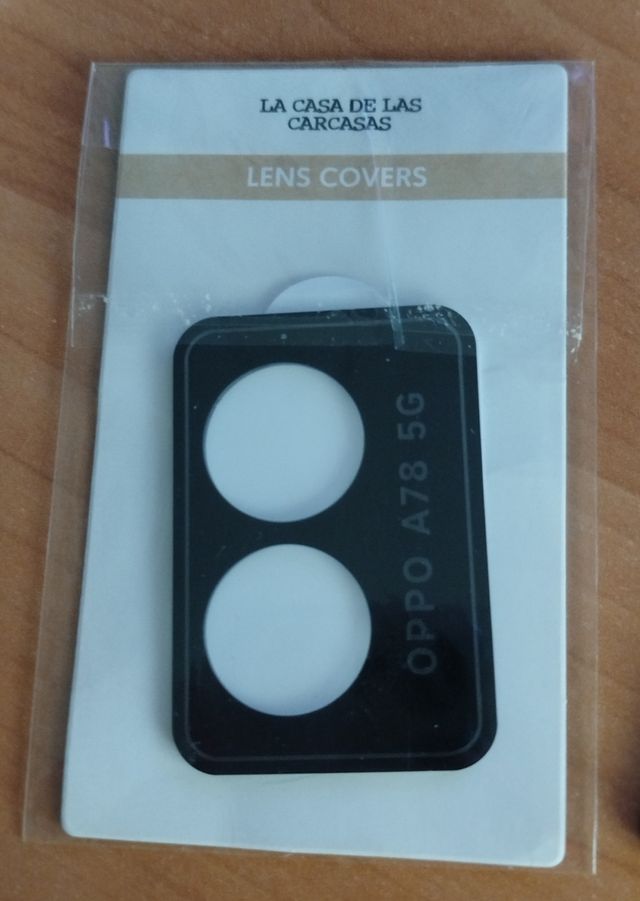 LA CASA DE LAS
CARCASAS
LENS COVERS
OPPO A78 5G